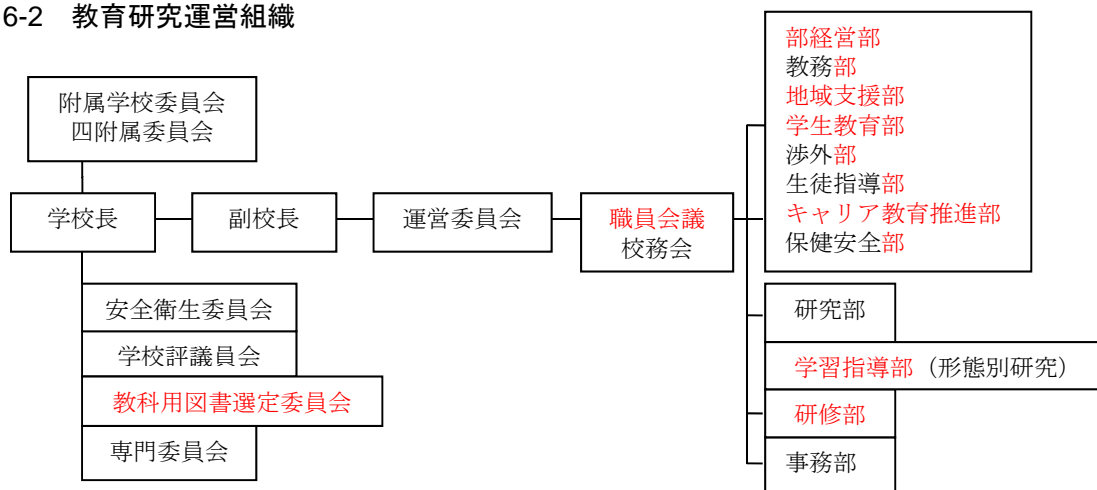 6-2 教育研究運営組織
附属学校委員会
四附属委員会
学校長
副校長
運営委員会
職員会議
校務会
安全衛生委員会
学校評議員会
教科用図書選定委員会
専門委員会
部経営部
教務部
地域支援部
学生教育部
渉外部
生徒指導部
キャリア教育推進部
保健安全部
研究部
学習指導部（形態別研究）
研修部
事務部